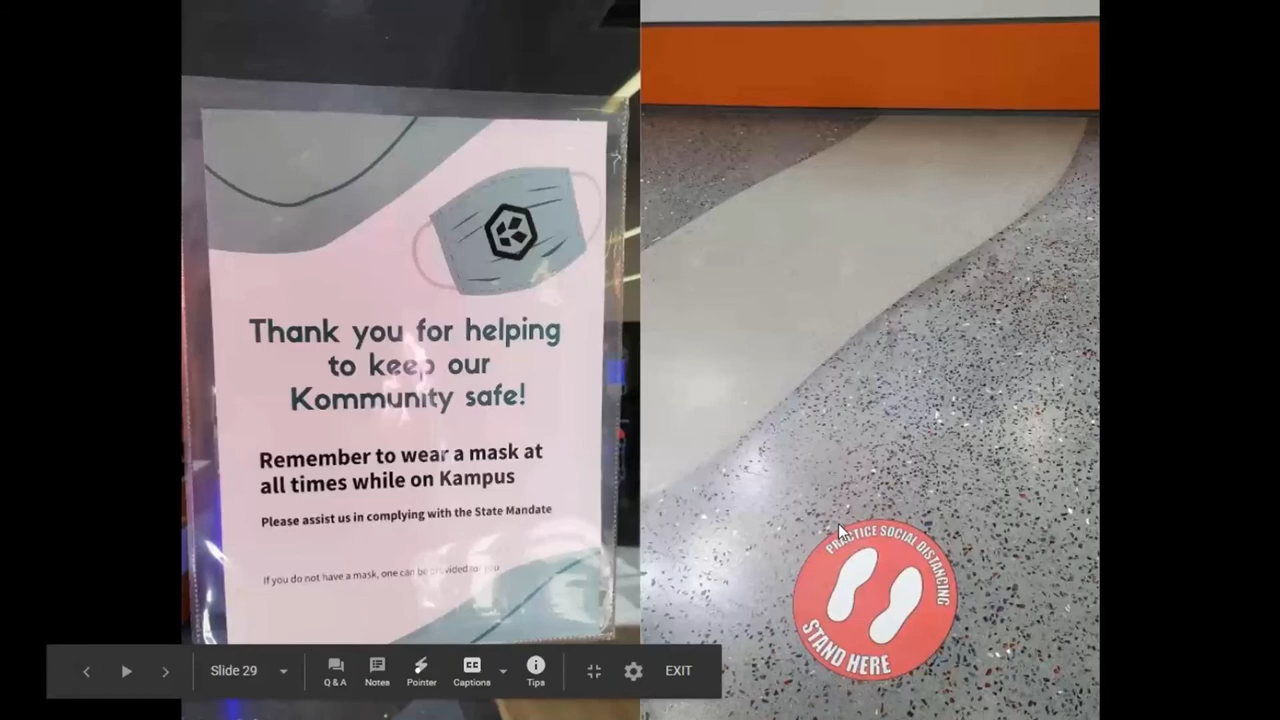 Thank you for helping
to keep our
Kommunity safe!
Remember to wear a mask at
all times while on Kampus
Please assist us in complying with the State Mandate
If you do not have a mask, one can be provided for you
PRACTICE SOCIAL DISTANCING
STAND HERE
Slide 29
Q & A
Notes
Pointer
CC
Captions
Tips
EXIT